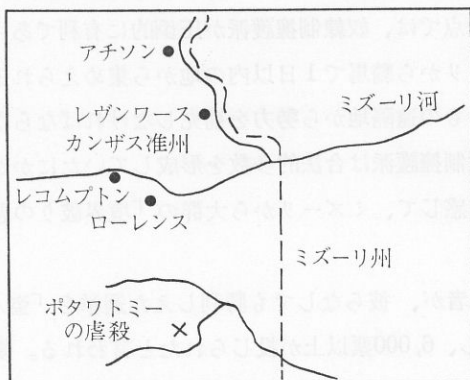 アチソン
レヴンワース
カンザス准州
ミズーリ河
レコムプトン
ローレンス
ミズーリ州
ポタワトミー
の虐殺